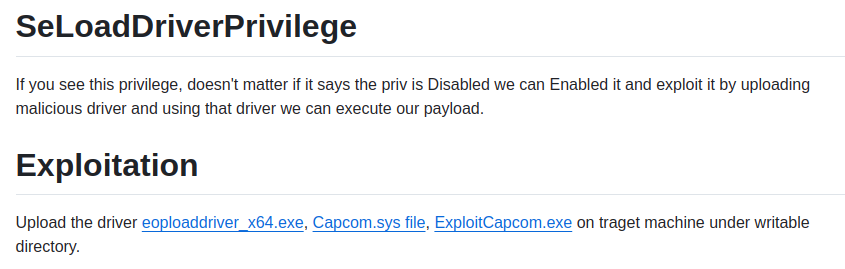 SeLoadDriverPrivilege
If you see this privilege, doesn't matter if it says the priv is Disabled we can Enabled it and exploit it by uploading
malicious driver and using that driver we can execute our payload.
Exploitation
Upload the driver eoploaddriver_x64.exe, Capcom.sys file, ExploitCapcom.exe on traget machine under writable
directory.